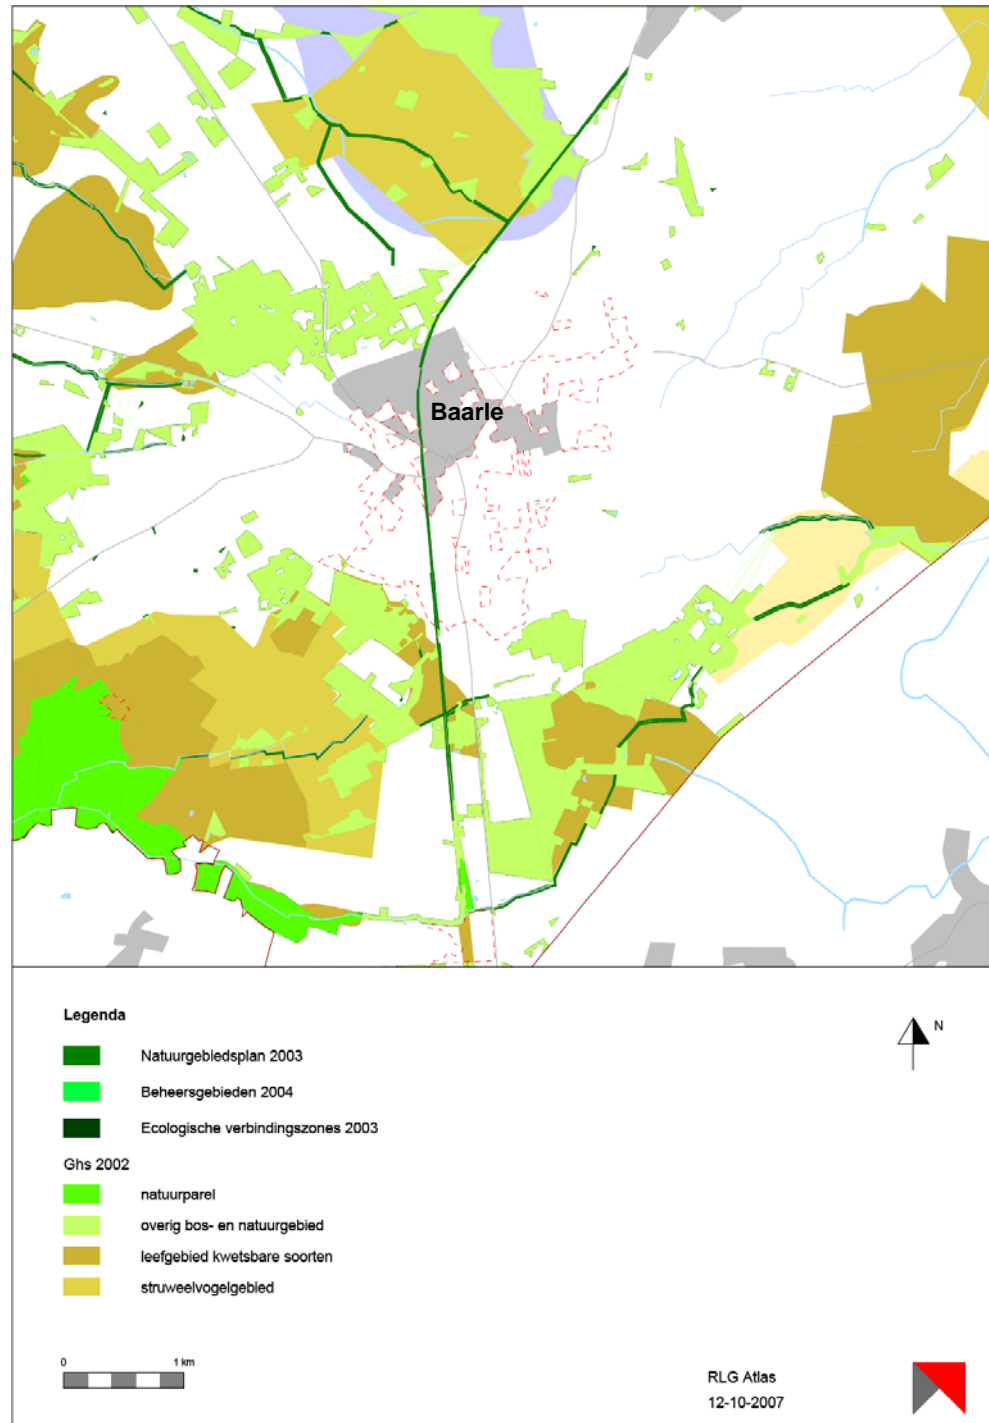 Baarle
Legenda
N
Natuurgebiedsplan 2003
Beheersgebieden 2004
Ecologische verbindingszones 2003
Ghs 2002
natuurparel
overig bos- en natuurgebied
leefgebied kwetsbare soorten
struweelvogelgebied
0 1 km
RLG Atlas
12-10-2007